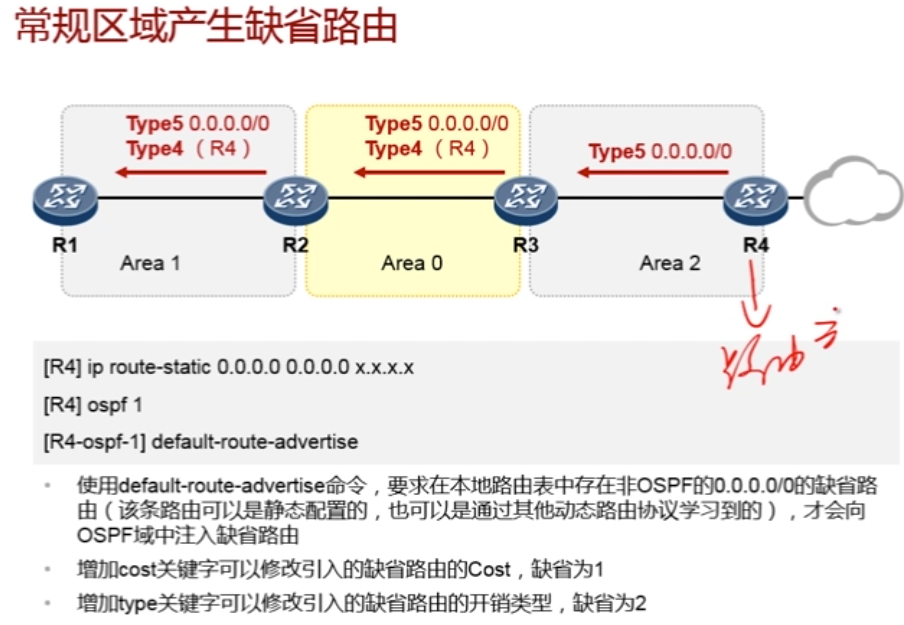 常规区域产生缺省路由
Type5 0.0.0.0/0
Type4 （ R4 ）
Type5 0.0.0.0/0
Type4 （ R4 ）
Type5 0.0.0.0/0
R1
R2
R3
R4
Area 1
Area 0
Area 2
路由
[R4] ip route-static 0.0.0.0 0.0.0.0 x.x.x.x
[R4] ospf 1
[R4-ospf-1] default-route-advertise
• 使用default-route-advertise命令，要求在本地路由表中存在非OSPF的0.0.0.0/0的缺省路
由（该条路由可以是静态配置的，也可以是通过其他动态路由协议学习到的），才会向
OSPF域中注入缺省路由
• 增加cost关键字可以修改引入的缺省路由的Cost，缺省为1
• 增加type关键字可以修改引入的缺省路由的开销类型，缺省为2